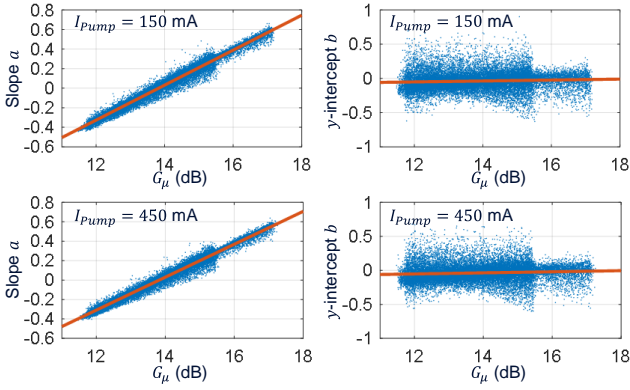 I_Pump = 150 mA
Slope a
0.8
0.6
0.4
0.2
0
-0.2
-0.4
-0.6
12 14 16 18
G_μ (dB)
I_Pump = 150 mA
y-intercept b
1
0.5
0
-0.5
-1
12 14 16 18
G_μ (dB)
I_Pump = 450 mA
Slope a
0.8
0.6
0.4
0.2
0
-0.2
-0.4
-0.6
12 14 16 18
G_μ (dB)
I_Pump = 450 mA
y-intercept b
1
0.5
0
-0.5
-1
12 14 16 18
G_μ (dB)